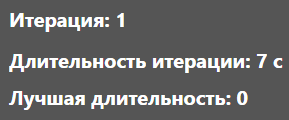 Итерация: 1
Длительность итерации: 7 с
Лучшая длительность: 0